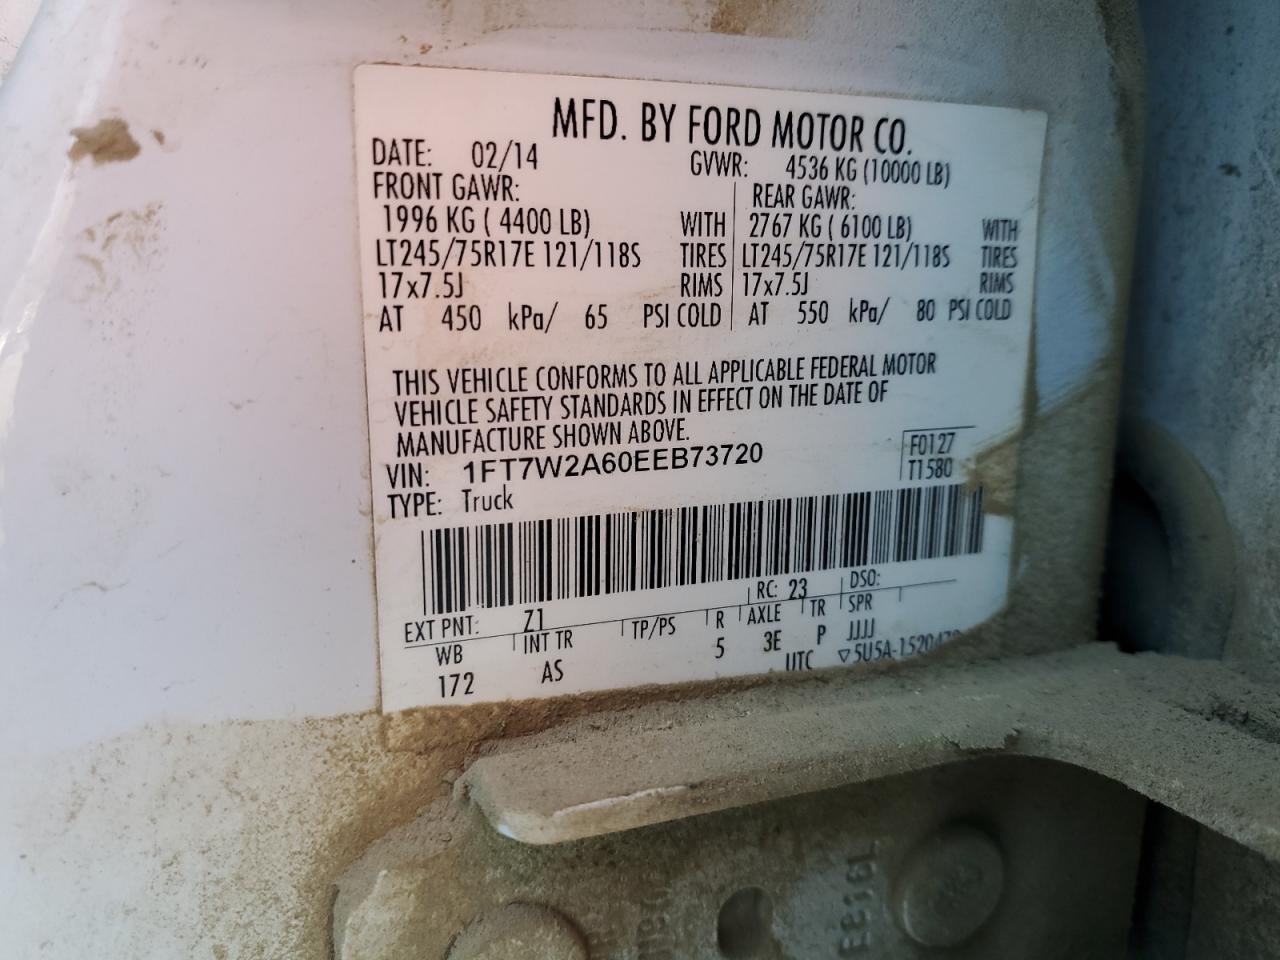 MFD. BY FORD MOTOR CO.
DATE: 02/14 GVWR: 4536 KG (10000 LB)
FRONT GAWR: REAR GAWR:
1996 KG ( 4400 LB) WITH 2767 KG ( 6100 LB) WITH
LT245/75R17E 121/118S TIRES LT245/75R17E 121/118S TIRES
17x7.5J RIMS 17x7.5J RIMS
AT 450 kPa/ 65 PSI COLD AT 550 kPa/ 80 PSI COLD
THIS VEHICLE CONFORMS TO ALL APPLICABLE FEDERAL MOTOR
VEHICLE SAFETY STANDARDS IN EFFECT ON THE DATE OF
MANUFACTURE SHOWN ABOVE.
VIN: 1FT7W2A60EEB73720 F0127
TYPE: Truck T1580
EXT PNT: Z1 RC: 23 DSO:
WB INT TR TP/PS R AXLE TR SPR
172 AS 5 3E P JJJJ
UTC